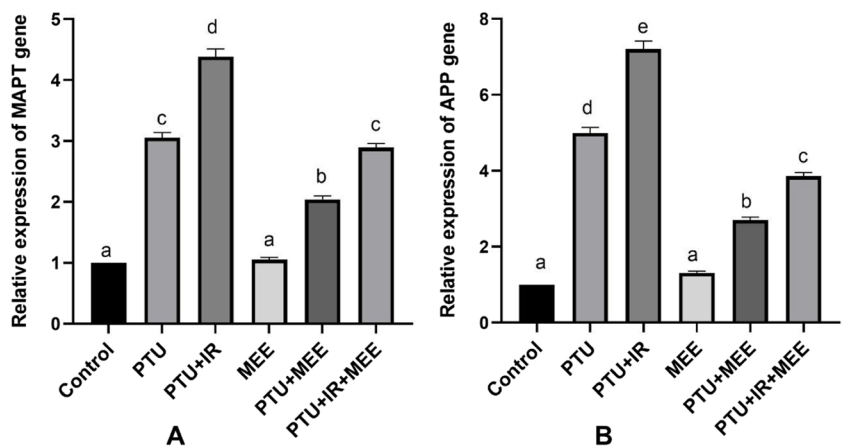 Relative expression of MAPT gene
5
4
3
2
1
0
a
c
d
a
b
c
Control
PTU
PTU+IR
MEE
PTU+MEE
PTU+IR+MEE
A
Relative expression of APP gene
8
6
4
2
0
a
d
e
a
b
c
Control
PTU
PTU+IR
MEE
PTU+MEE
PTU+IR+MEE
B